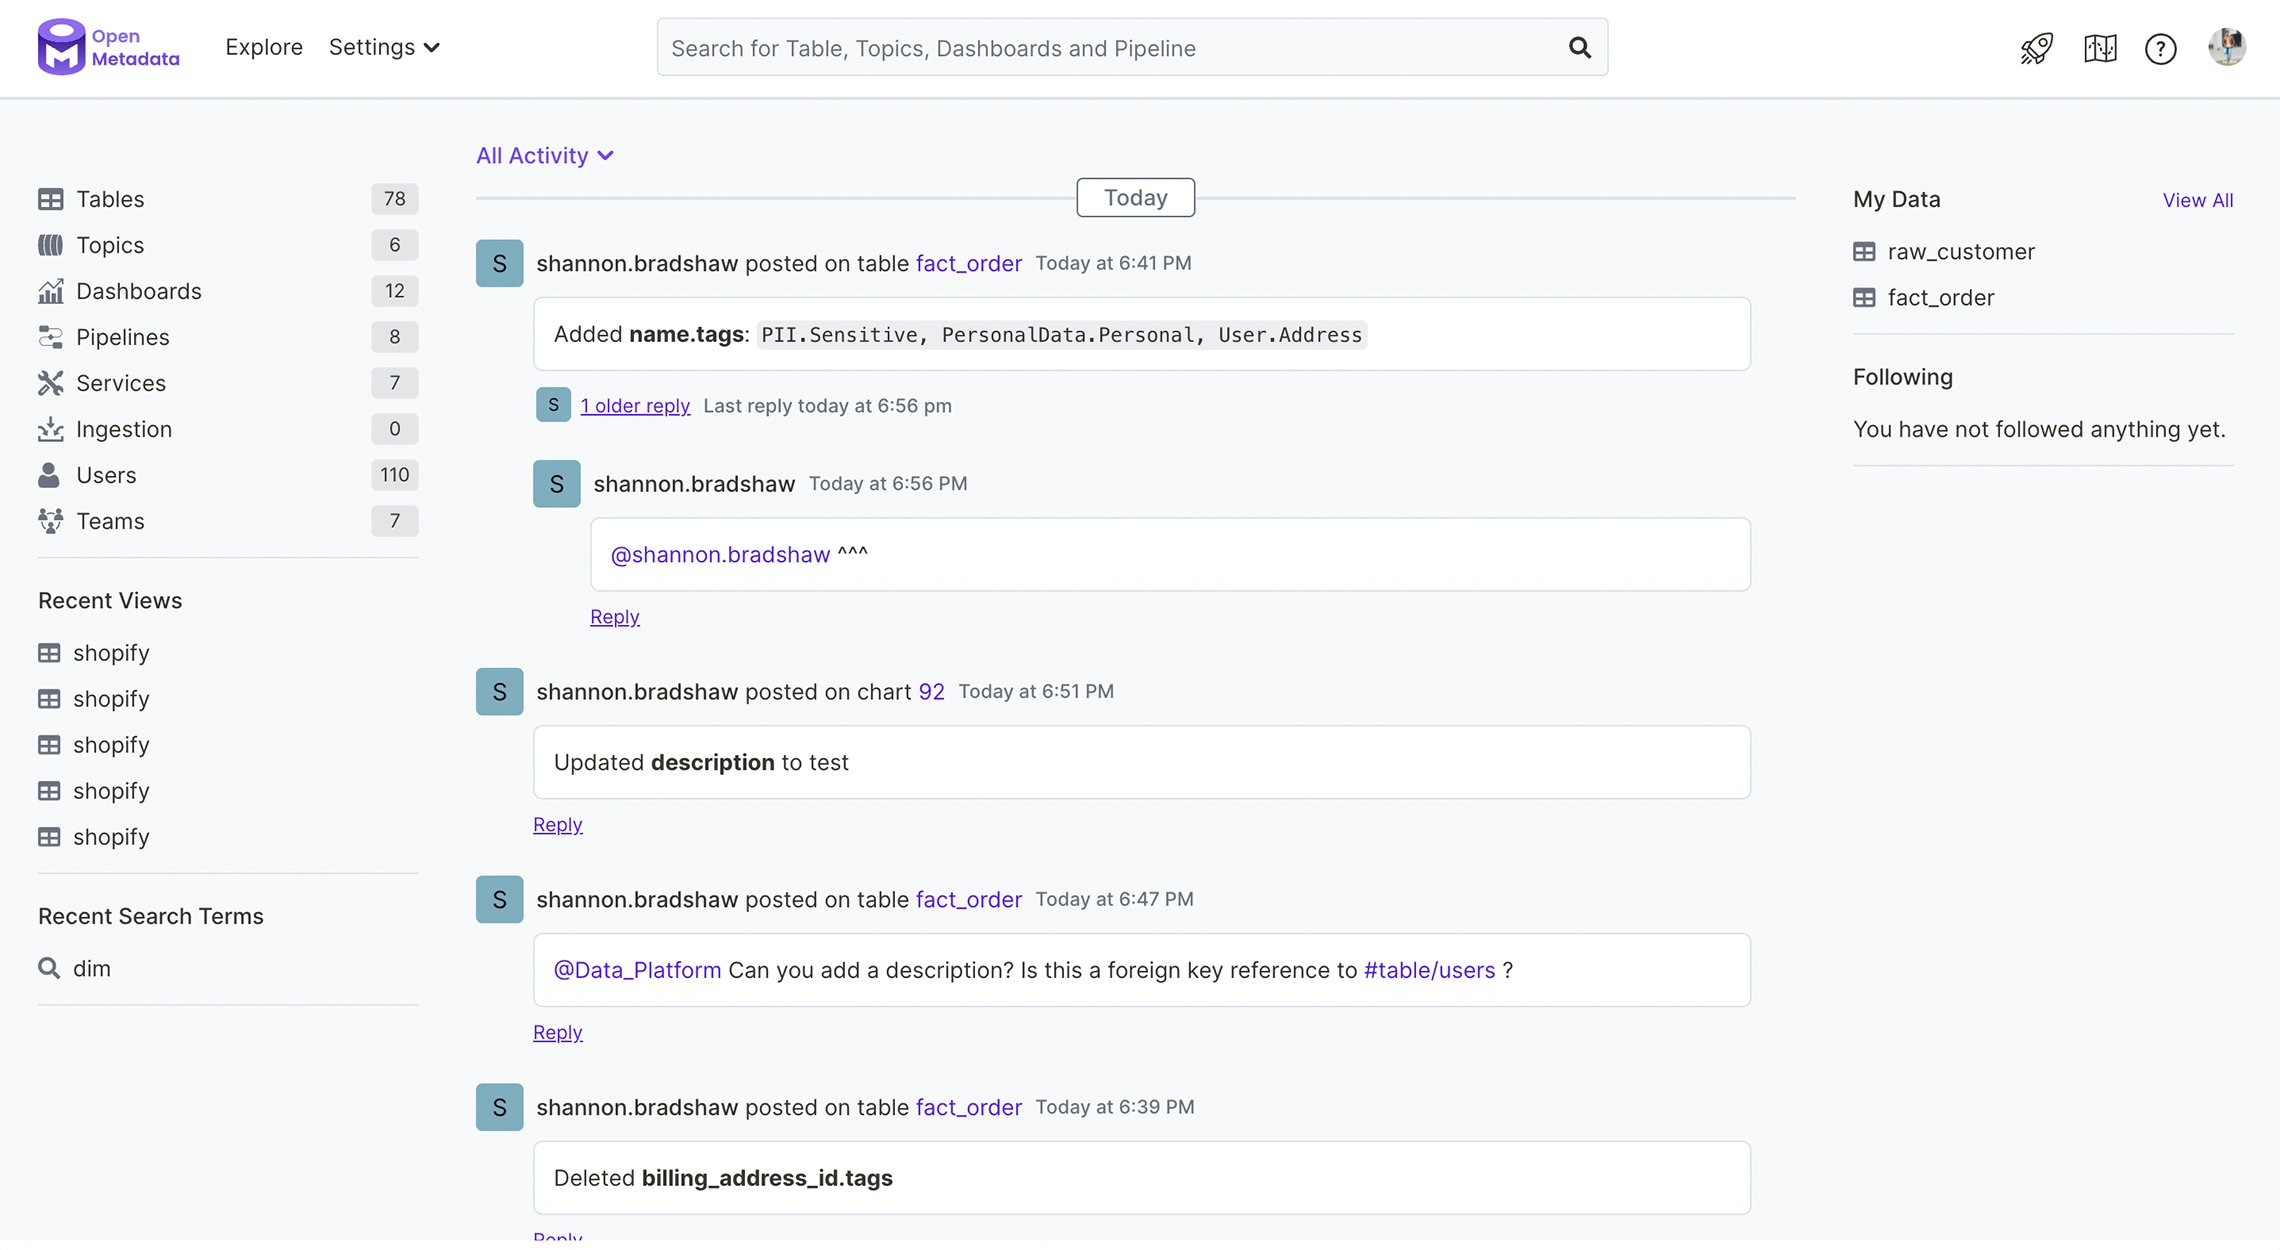 Open
Metadata
Explore
Settings
Search for Table, Topics, Dashboards and Pipeline
?
Tables 78
Topics 6
Dashboards 12
Pipelines 8
Services 7
Ingestion 0
Users 110
Teams 7
Recent Views
shopify
shopify
shopify
shopify
shopify
Recent Search Terms
dim
All Activity
Today
S shannon.bradshaw posted on table fact_order Today at 6:41 PM
Added name.tags: PII.Sensitive, PersonalData.Personal, User.Address
S 1 older reply Last reply today at 6:56 pm
S shannon.bradshaw Today at 6:56 PM
@shannon.bradshaw ^^^
Reply
S shannon.bradshaw posted on chart 92 Today at 6:51 PM
Updated description to test
Reply
S shannon.bradshaw posted on table fact_order Today at 6:47 PM
@Data_Platform Can you add a description? Is this a foreign key reference to #table/users ?
Reply
S shannon.bradshaw posted on table fact_order Today at 6:39 PM
Deleted billing_address_id.tags
Reply
My Data View All
raw_customer
fact_order
Following
You have not followed anything yet.